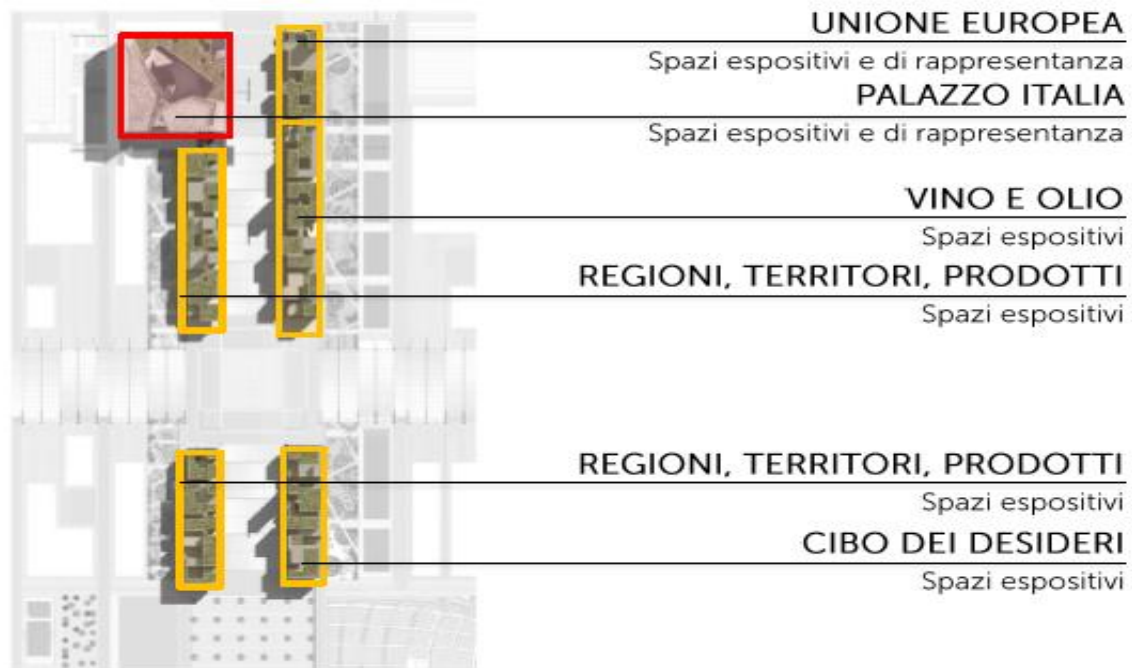 UNIONE EUROPEA
Spazi espositivi e di rappresentanza
PALAZZO ITALIA
Spazi espositivi e di rappresentanza
VINO E OLIO
Spazi espositivi
REGIONI, TERRITORI, PRODOTTI
Spazi espositivi
REGIONI, TERRITORI, PRODOTTI
Spazi espositivi
CIBO DEI DESIDERI
Spazi espositivi